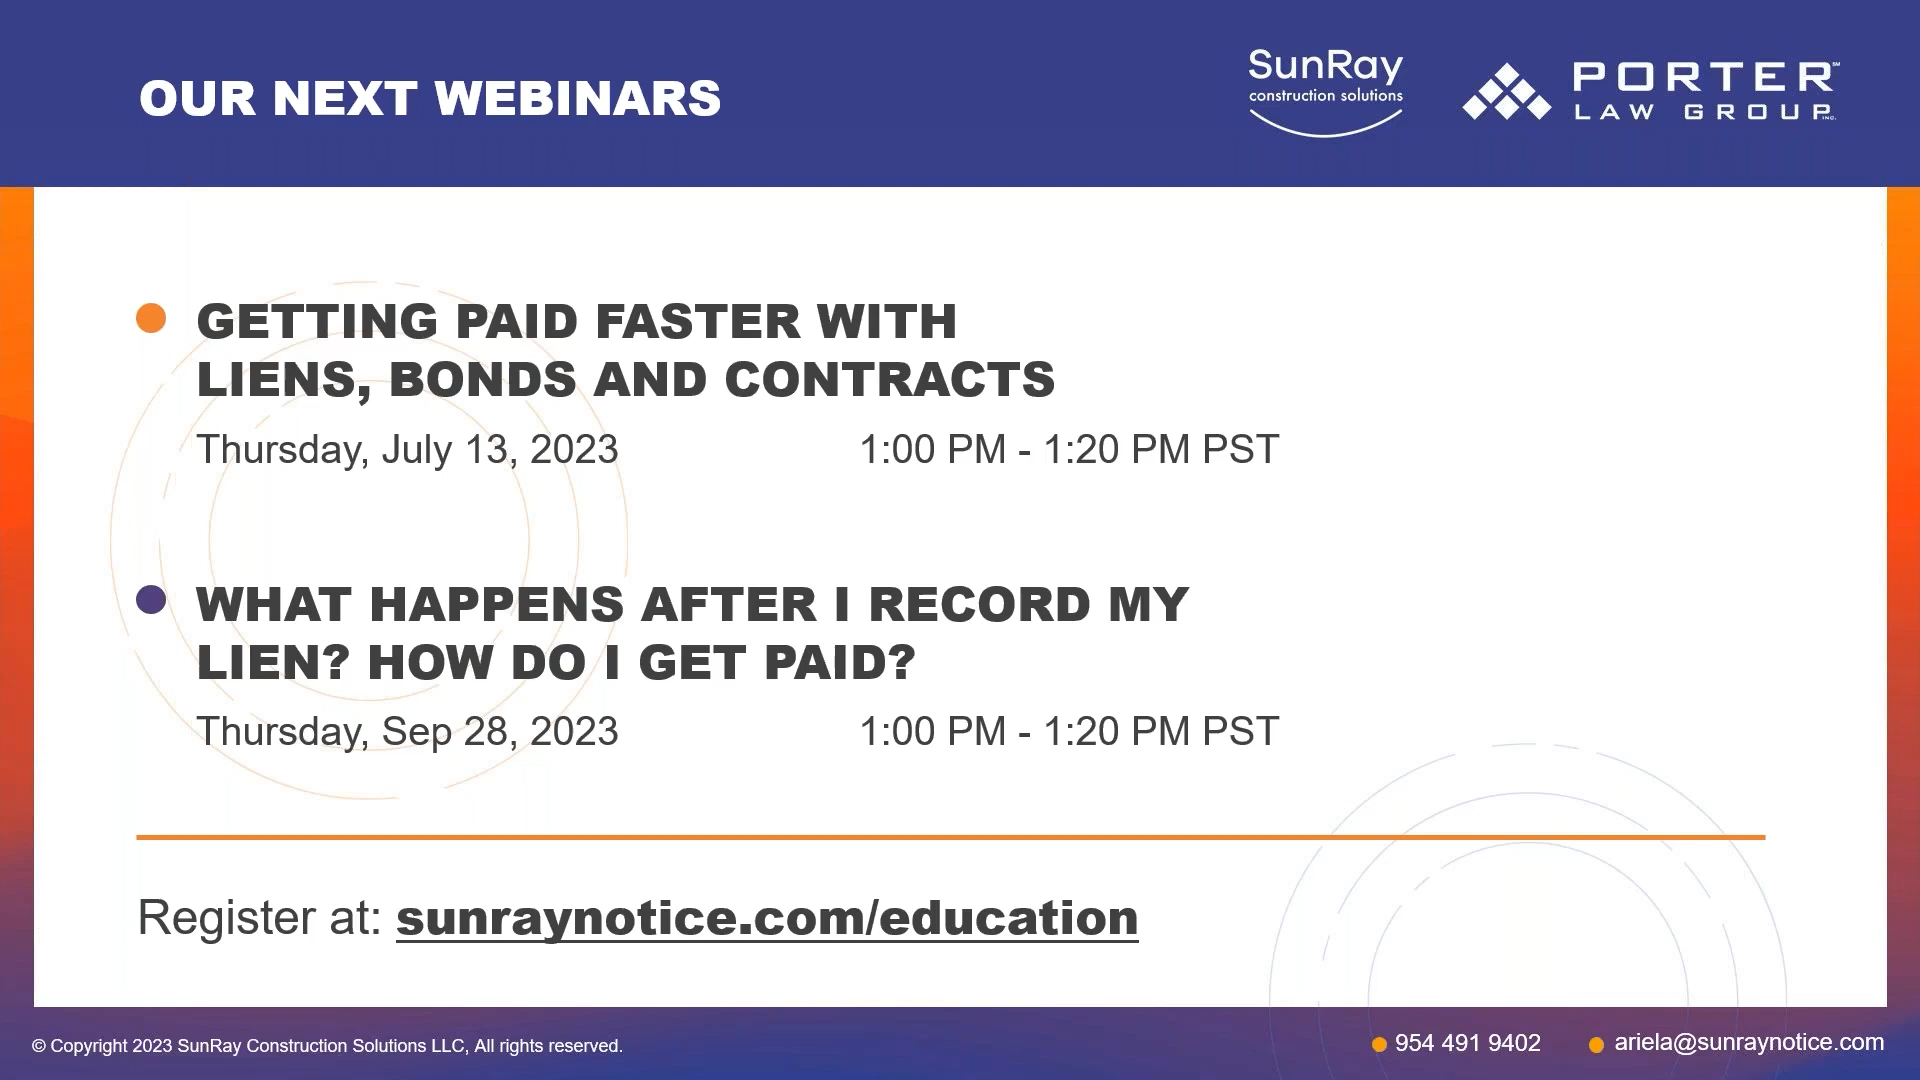 OUR NEXT WEBINARS
SunRay
construction solutions
PORTER℠
LAW GROUP INC.
GETTING PAID FASTER WITH
LIENS, BONDS AND CONTRACTS
Thursday, July 13, 2023 1:00 PM - 1:20 PM PST
WHAT HAPPENS AFTER I RECORD MY
LIEN? HOW DO I GET PAID?
Thursday, Sep 28, 2023 1:00 PM - 1:20 PM PST
Register at: sunraynotice.com/education
© Copyright 2023 SunRay Construction Solutions LLC, All rights reserved.
954 491 9402
ariela@sunraynotice.com